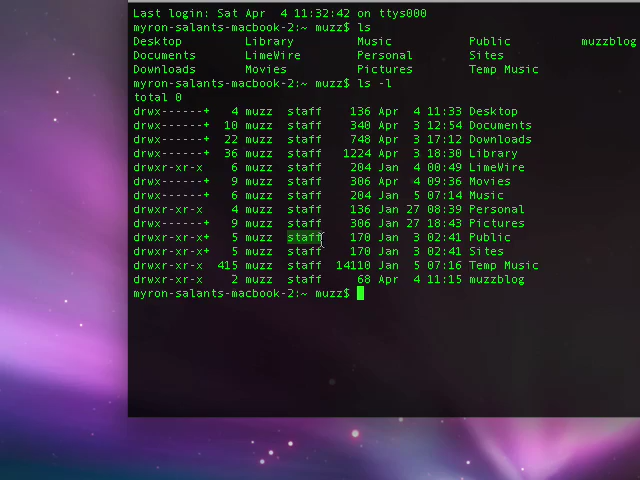 Last login: Sat Apr  4 11:32:42 on ttys000
myron-salants-macbook-2:~ muzz$ ls
Desktop Library Music Public muzzblog
Documents LimeWire Personal Sites
Downloads Movies Pictures Temp Music
myron-salants-macbook-2:~ muzz$ ls -l
total 0
drwx------+ 4 muzz staff 136 Apr 4 11:33 Desktop
drwx------+ 10 muzz staff 340 Apr 3 12:54 Documents
drwx------+ 22 muzz staff 748 Apr 3 17:12 Downloads
drwx------+ 36 muzz staff 1224 Apr 3 18:30 Library
drwxr-xr-x 6 muzz staff 204 Jan 4 00:49 LimeWire
drwx------+ 9 muzz staff 306 Apr 4 09:36 Movies
drwx------+ 6 muzz staff 204 Jan 5 07:14 Music
drwxr-xr-x 4 muzz staff 136 Jan 27 08:39 Personal
drwx------+ 9 muzz staff 306 Jan 27 18:43 Pictures
drwxr-xr-x+ 5 muzz staff 170 Jan 3 02:41 Public
drwxr-xr-x+ 5 muzz staff 170 Jan 3 02:41 Sites
drwxr-xr-x 415 muzz staff 14110 Jan 5 07:16 Temp Music
drwxr-xr-x 2 muzz staff 68 Apr 4 11:15 muzzblog
myron-salants-macbook-2:~ muzz$